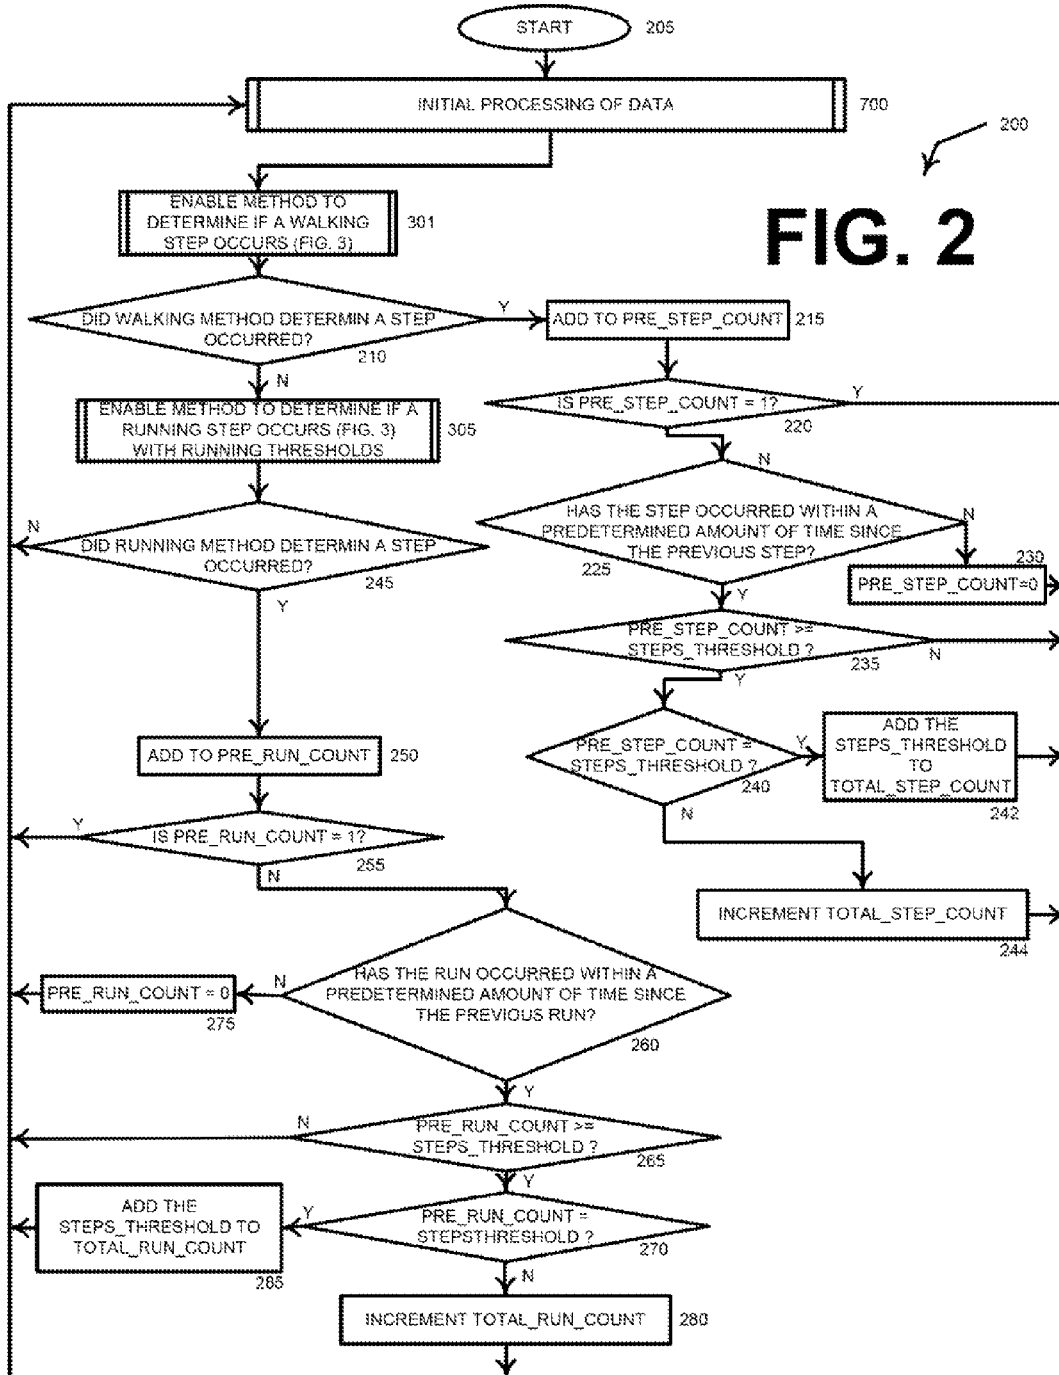 START
205
INITIAL PROCESSING OF DATA
700
200
FIG. 2
ENABLE METHOD TO
DETERMINE IF A WALKING
STEP OCCURS (FIG. 3)
301
DID WALKING METHOD DETERMIN A STEP
OCCURRED?
210
Y
N
ADD TO PRE_STEP_COUNT
215
IS PRE_STEP_COUNT = 1?
220
Y
N
ENABLE METHOD TO DETERMINE IF A
RUNNING STEP OCCURS (FIG. 3)
WITH RUNNING THRESHOLDS
305
HAS THE STEP OCCURRED WITHIN A
PREDETERMINED AMOUNT OF TIME SINCE
THE PREVIOUS STEP?
225
N
Y
230
PRE_STEP_COUNT=0
N
DID RUNNING METHOD DETERMIN A STEP
OCCURRED?
245
Y
PRE_STEP_COUNT >=
STEPS_THRESHOLD ?
235
N
Y
PRE_STEP_COUNT =
STEPS_THRESHOLD ?
240
Y
N
ADD THE
STEPS_THRESHOLD
TO
TOTAL_STEP_COUNT
242
INCREMENT TOTAL_STEP_COUNT
244
ADD TO PRE_RUN_COUNT
250
Y
IS PRE_RUN_COUNT = 1?
255
N
HAS THE RUN OCCURRED WITHIN A
PREDETERMINED AMOUNT OF TIME SINCE
THE PREVIOUS RUN?
260
N
PRE_RUN_COUNT = 0
275
Y
N
PRE_RUN_COUNT >=
STEPS_THRESHOLD ?
265
Y
PRE_RUN_COUNT =
STEPSTHRESHOLD ?
270
Y
ADD THE
STEPS_THRESHOLD TO
TOTAL_RUN_COUNT
285
N
INCREMENT TOTAL_RUN_COUNT
280